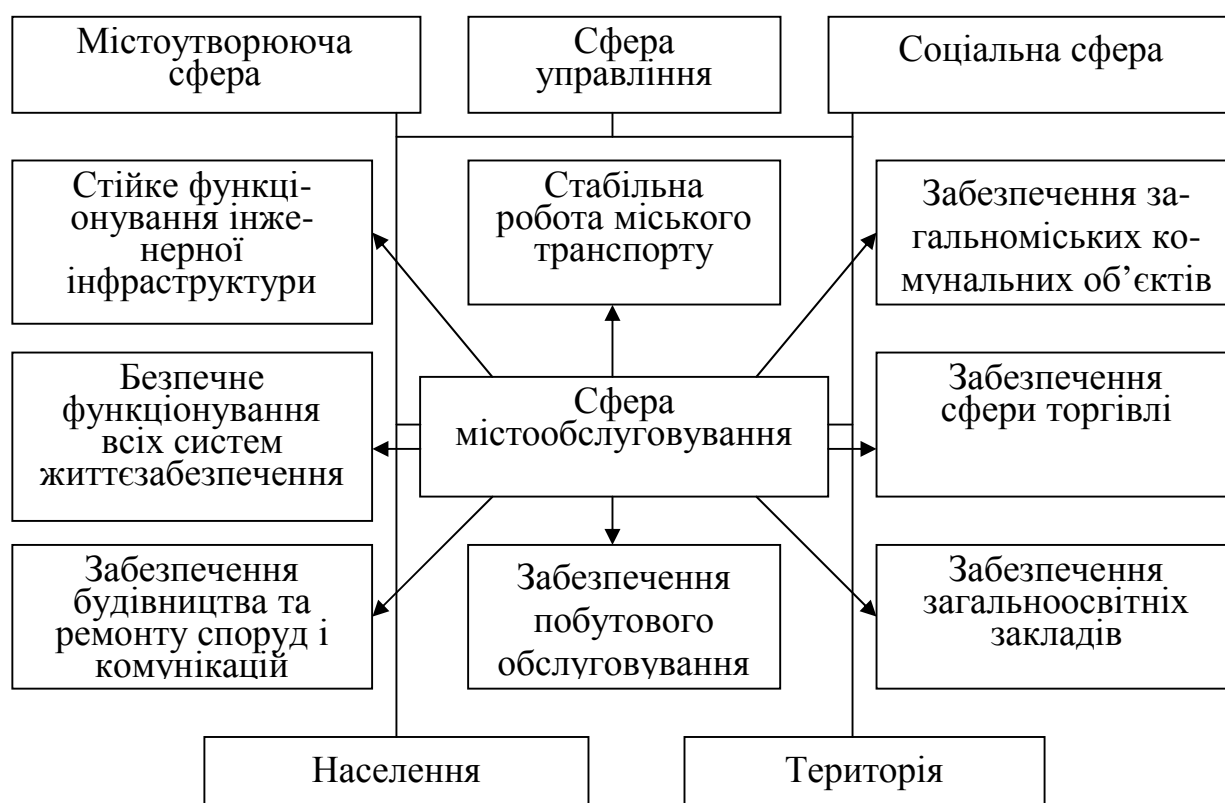 Містоутворююча
сфера
Сфера
управління
Соціальна сфера
Стійке функці-
онування інже-
нерної
інфраструктури
Стабільна
робота міського
транспорту
Забезпечення за-
гальноміських ко-
мунальних об’єктів
Безпечне
функціонування
всіх систем
життєзабезпечення
Сфера
містообслуговування
Забезпечення
сфери торгівлі
Забезпечення
будівництва та
ремонту споруд і
комунікацій
Забезпечення
побутового
обслуговування
Забезпечення
загальноосвітніх
закладів
Населення
Територія